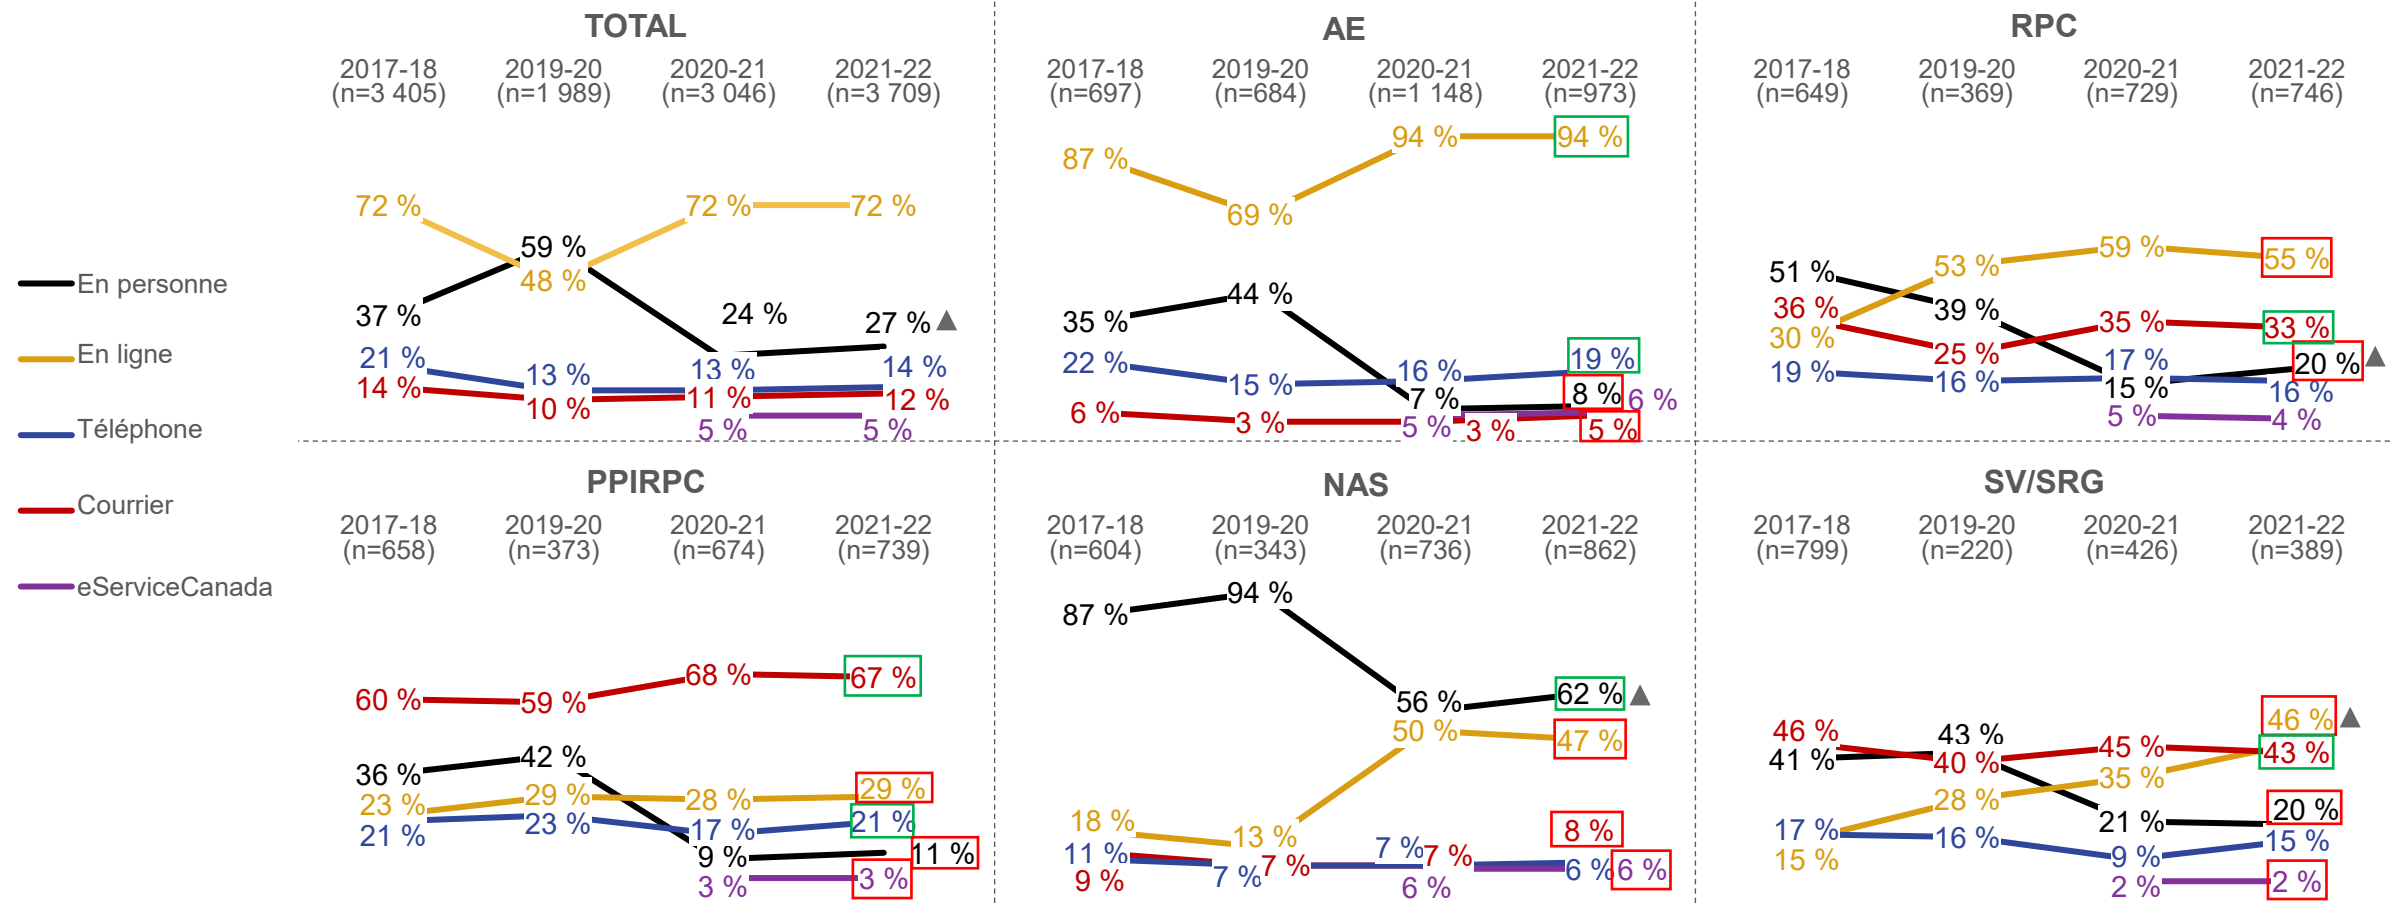 TOTAL
2017-18 2019-20 2020-21 2021-22
(n=3 405) (n=1 989) (n=3 046) (n=3 709)
72 % 72 % 72 %
59 %
48 %
37 % 24 % 27 %
21 % 13 % 13 % 14 %
14 % 10 % 11 % 12 %
5 % 5 %
AE
2017-18 2019-20 2020-21 2021-22
(n=697) (n=684) (n=1 148) (n=973)
87 % 69 % 94 % 94 %
35 % 44 % 7 % 8 %
22 % 15 % 16 % 19 %
6 % 3 % 3 % 5 %
5 % 6 %
RPC
2017-18 2019-20 2020-21 2021-22
(n=649) (n=369) (n=729) (n=746)
51 % 39 % 15 % 20 %
36 % 25 % 35 % 33 %
30 % 53 % 59 % 55 %
19 % 16 % 17 % 16 %
5 % 4 %
En personne
En ligne
Téléphone
Courrier
eServiceCanada
PPIRPC
2017-18 2019-20 2020-21 2021-22
(n=658) (n=373) (n=674) (n=739)
60 % 59 % 68 % 67 %
36 % 42 % 9 % 11 %
23 % 29 % 28 % 29 %
21 % 23 % 17 % 21 %
3 % 3 %
NAS
2017-18 2019-20 2020-21 2021-22
(n=604) (n=343) (n=736) (n=862)
87 % 94 % 56 % 62 %
18 % 13 % 50 % 47 %
11 % 7 % 7 % 6 %
9 % 7 % 7 % 8 %
6 % 6 %
SV/SRG
2017-18 2019-20 2020-21 2021-22
(n=799) (n=220) (n=426) (n=389)
46 % 40 % 45 % 43 %
41 % 43 % 21 % 20 %
17 % 16 % 9 % 15 %
15 % 28 % 35 % 46 %
2 % 2 %